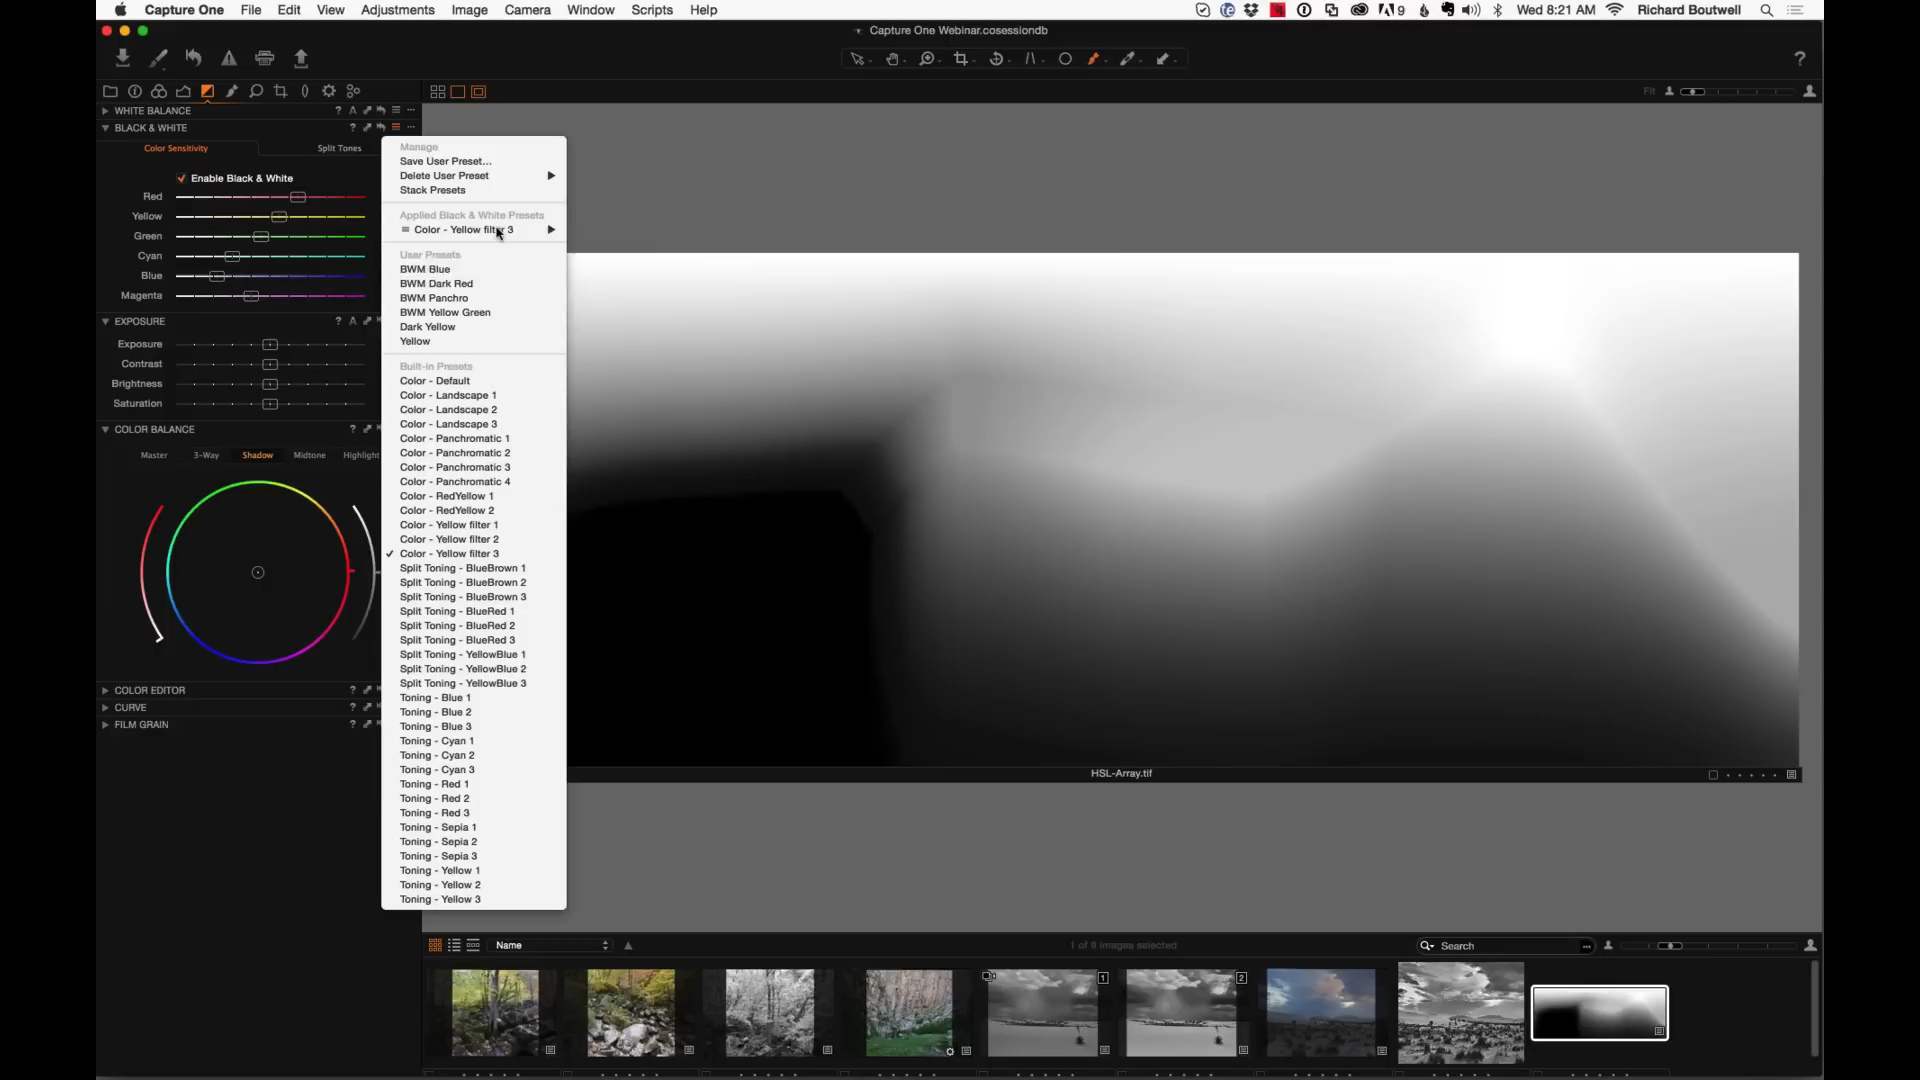 Capture One File Edit View Adjustments Image Camera Window Scripts Help 9 Wed 8:21 AM Richard Boutwell
Capture One Webinar.cosessiondb
?
Fit
WHITE BALANCE ? A
BLACK & WHITE ?
Color Sensitivity Split Tones
Enable Black & White
Red
Yellow
Green
Cyan
Blue
Magenta
EXPOSURE ? A
Exposure
Contrast
Brightness
Saturation
COLOR BALANCE ?
Master 3-Way Shadow Midtone Highlight
COLOR EDITOR ?
CURVE ?
FILM GRAIN ?
Manage
Save User Preset...
Delete User Preset
Stack Presets
Applied Black & White Presets
Color - Yellow filter 3
User Presets
BWM Blue
BWM Dark Red
BWM Panchro
BWM Yellow Green
Dark Yellow
Yellow
Built-in Presets
Color - Default
Color - Landscape 1
Color - Landscape 2
Color - Landscape 3
Color - Panchromatic 1
Color - Panchromatic 2
Color - Panchromatic 3
Color - Panchromatic 4
Color - RedYellow 1
Color - RedYellow 2
Color - Yellow filter 1
Color - Yellow filter 2
Color - Yellow filter 3
Split Toning - BlueBrown 1
Split Toning - BlueBrown 2
Split Toning - BlueBrown 3
Split Toning - BlueRed 1
Split Toning - BlueRed 2
Split Toning - BlueRed 3
Split Toning - YellowBlue 1
Split Toning - YellowBlue 2
Split Toning - YellowBlue 3
Toning - Blue 1
Toning - Blue 2
Toning - Blue 3
Toning - Cyan 1
Toning - Cyan 2
Toning - Cyan 3
Toning - Red 1
Toning - Red 2
Toning - Red 3
Toning - Sepia 1
Toning - Sepia 2
Toning - Sepia 3
Toning - Yellow 1
Toning - Yellow 2
Toning - Yellow 3
HSL-Array.tif
Name 1 of 9 images selected Search
1 2